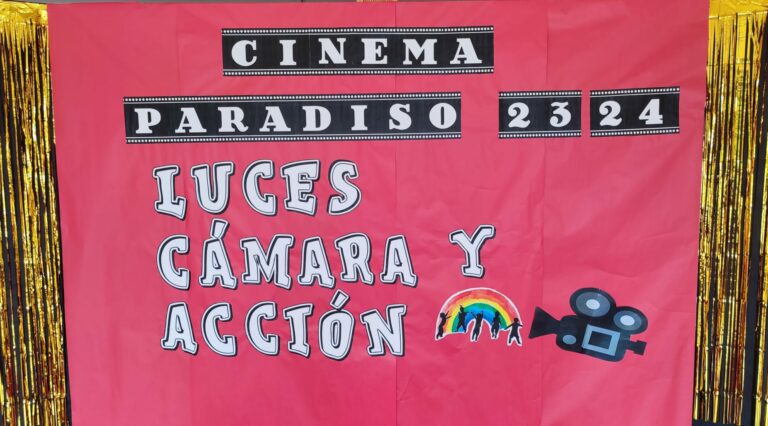 CINEMA
PARADISO 23 24
LUCES
CÁMARA Y
ACCIÓN